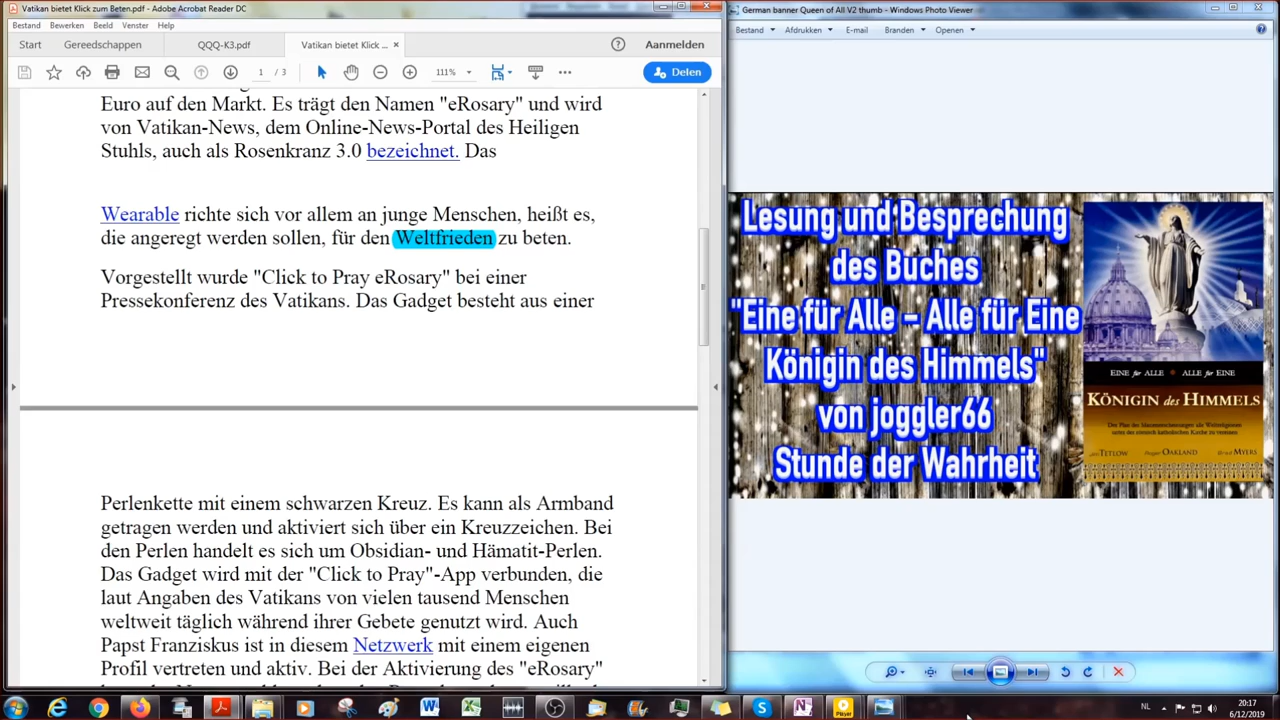 Vatikan bietet Klick zum Beten.pdf - Adobe Acrobat Reader DC
Bestand Bewerken Beeld Venster Help
Start Gereedschappen QQQ-K3.pdf Vatikan bietet Klick ... × Aanmelden
1 / 3 111% Delen
Euro auf den Markt. Es trägt den Namen "eRosary" und wird
von Vatikan-News, dem Online-News-Portal des Heiligen
Stuhls, auch als Rosenkranz 3.0 bezeichnet. Das
Wearable richte sich vor allem an junge Menschen, heißt es,
die angeregt werden sollen, für den Weltfrieden zu beten.
Vorgestellt wurde "Click to Pray eRosary" bei einer
Pressekonferenz des Vatikans. Das Gadget besteht aus einer
Perlenkette mit einem schwarzen Kreuz. Es kann als Armband
getragen werden und aktiviert sich über ein Kreuzzeichen. Bei
den Perlen handelt es sich um Obsidian- und Hämatit-Perlen.
Das Gadget wird mit der "Click to Pray"-App verbunden, die
laut Angaben des Vatikans von vielen tausend Menschen
weltweit täglich während ihrer Gebete genutzt wird. Auch
Papst Franziskus ist in diesem Netzwerk mit einem eigenen
Profil vertreten und aktiv. Bei der Aktivierung des "eRosary"
German banner Queen of All V2 thumb - Windows Photo Viewer
Bestand Afdrukken E-mail Branden Openen
Lesung und Besprechung
des Buches
"Eine für Alle – Alle für Eine
Königin des Himmels"
von joggler66
Stunde der Wahrheit
EINE für ALLE ALLE für EINE
KÖNIGIN des HIMMELS
TETLOW OAKLAND MYERS
Player
NL
20:17
6/12/2019